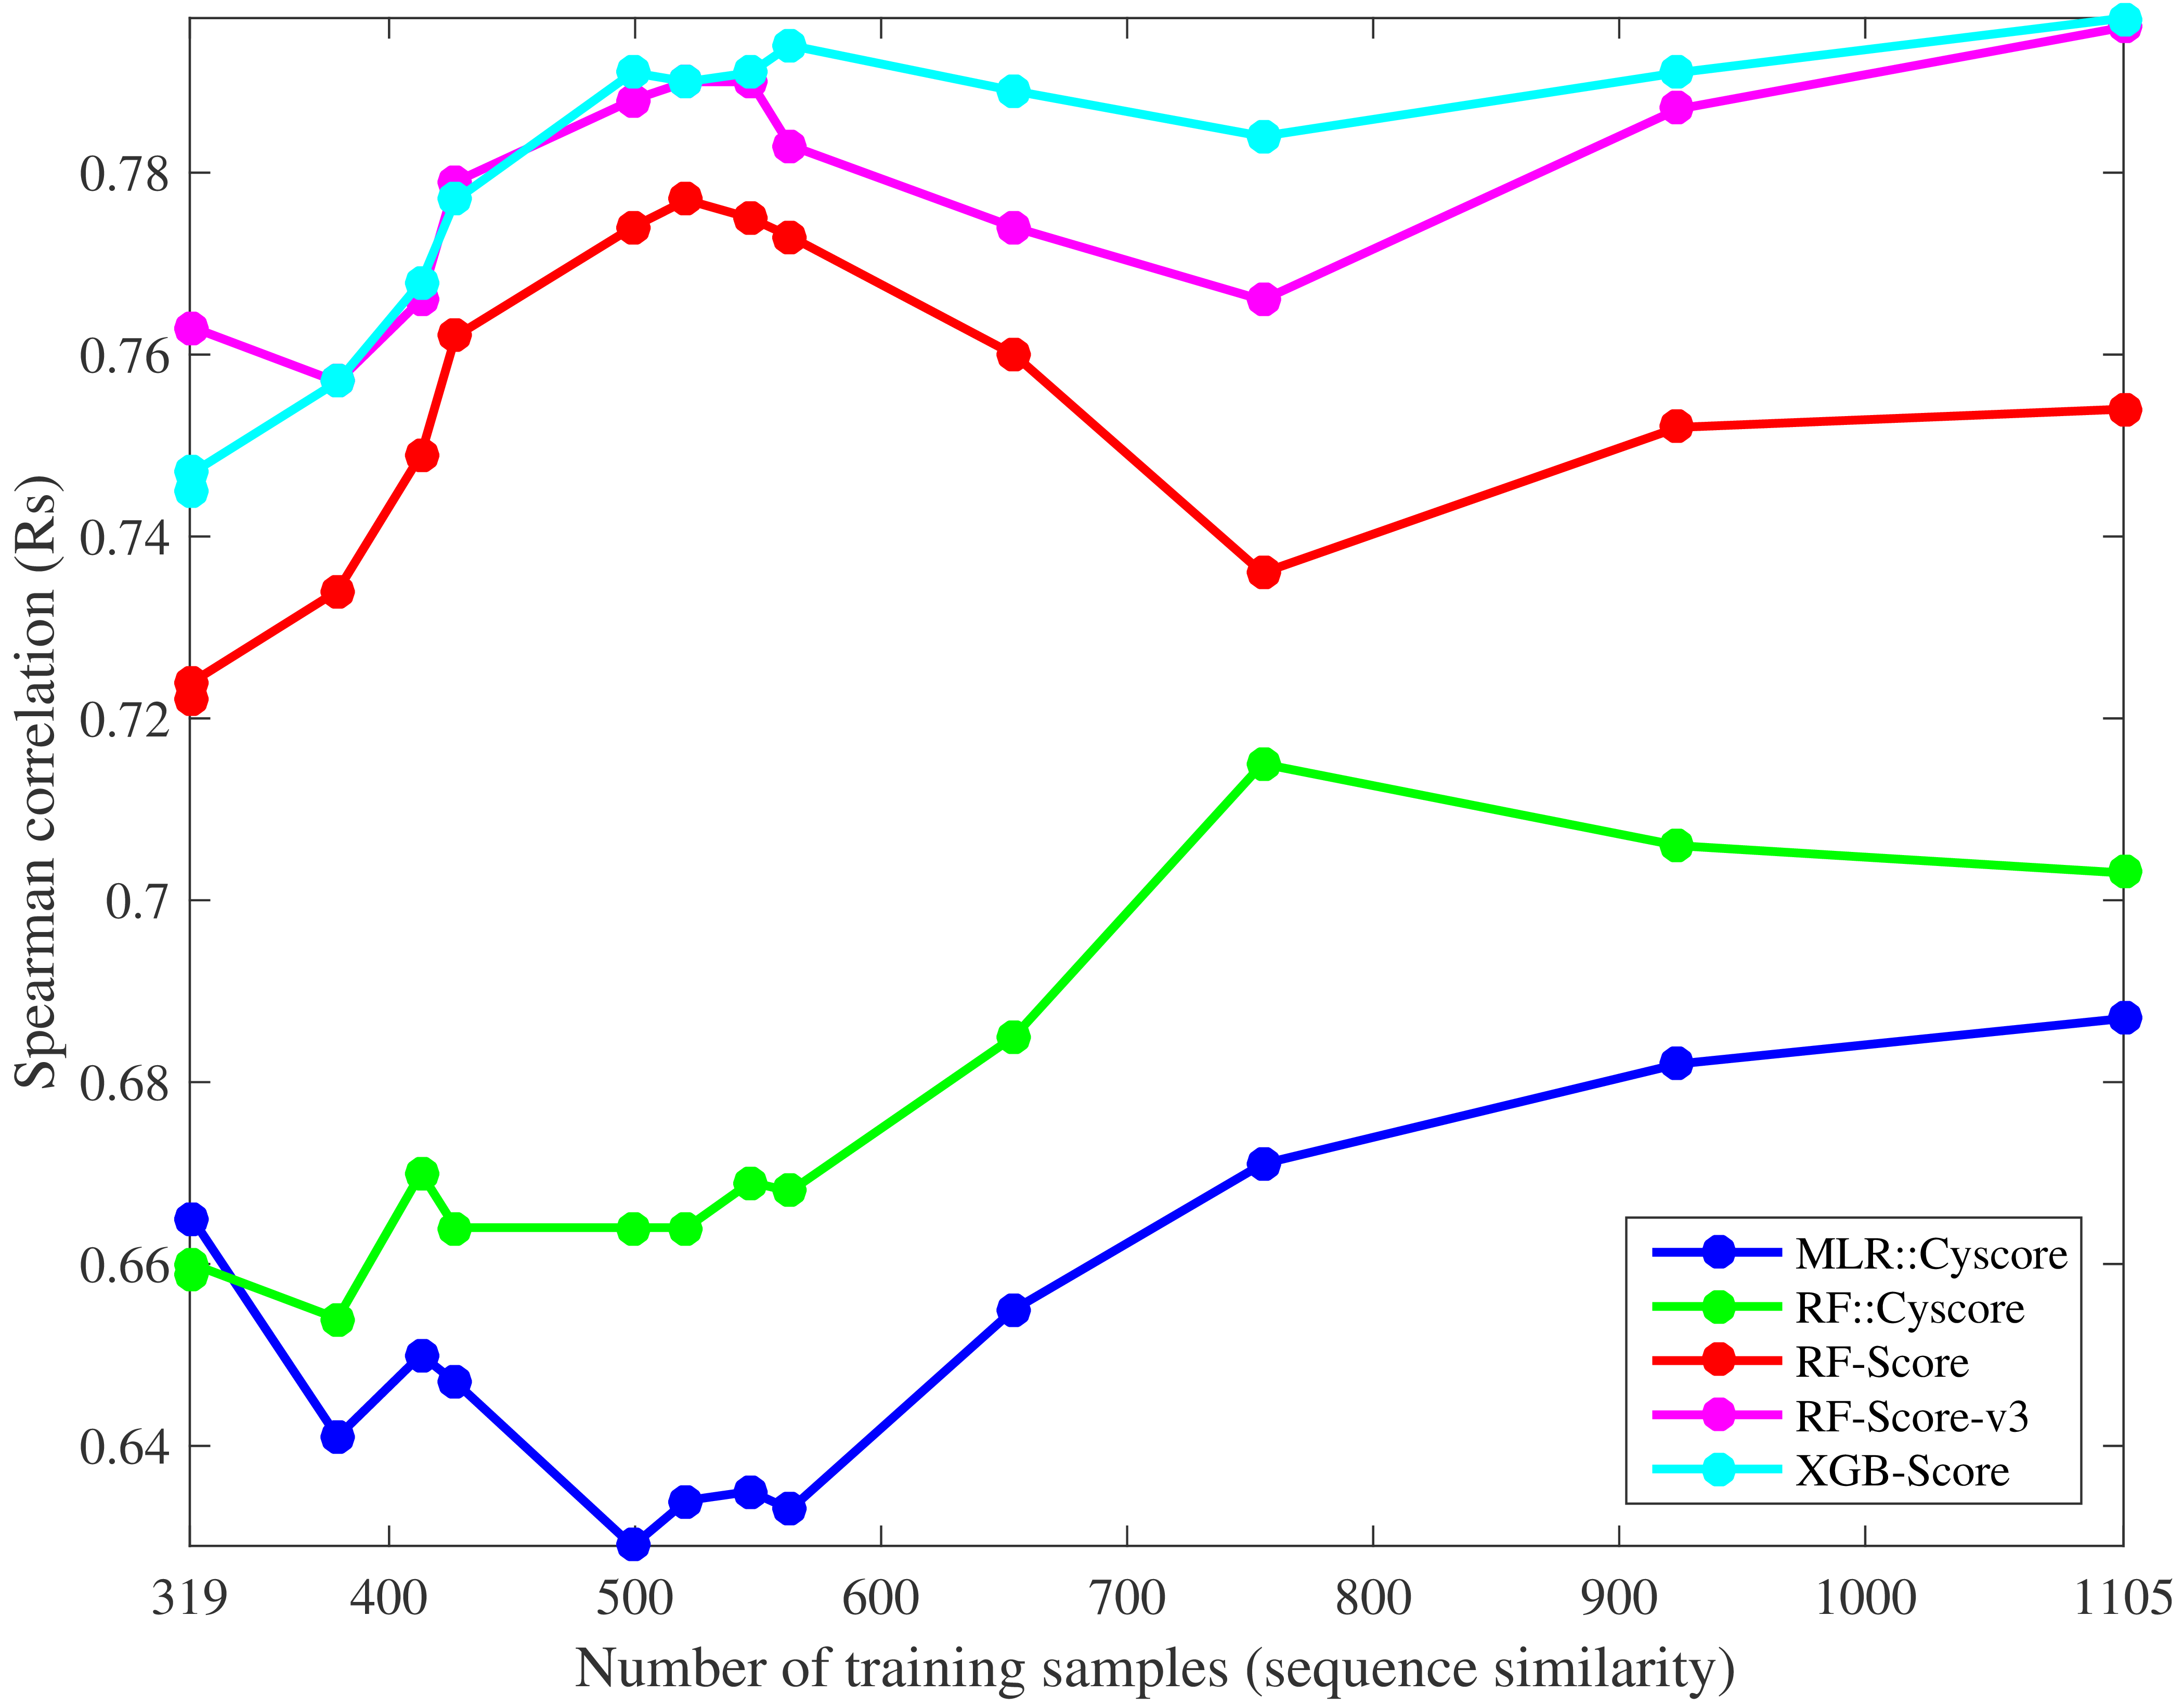 Spearman correlation (Rs)
0.78
0.76
0.74
0.72
0.7
0.68
0.66
0.64
319 400 500 600 700 800 900 1000 1105
Number of training samples (sequence similarity)
MLR::Cyscore
RF::Cyscore
RF-Score
RF-Score-v3
XGB-Score